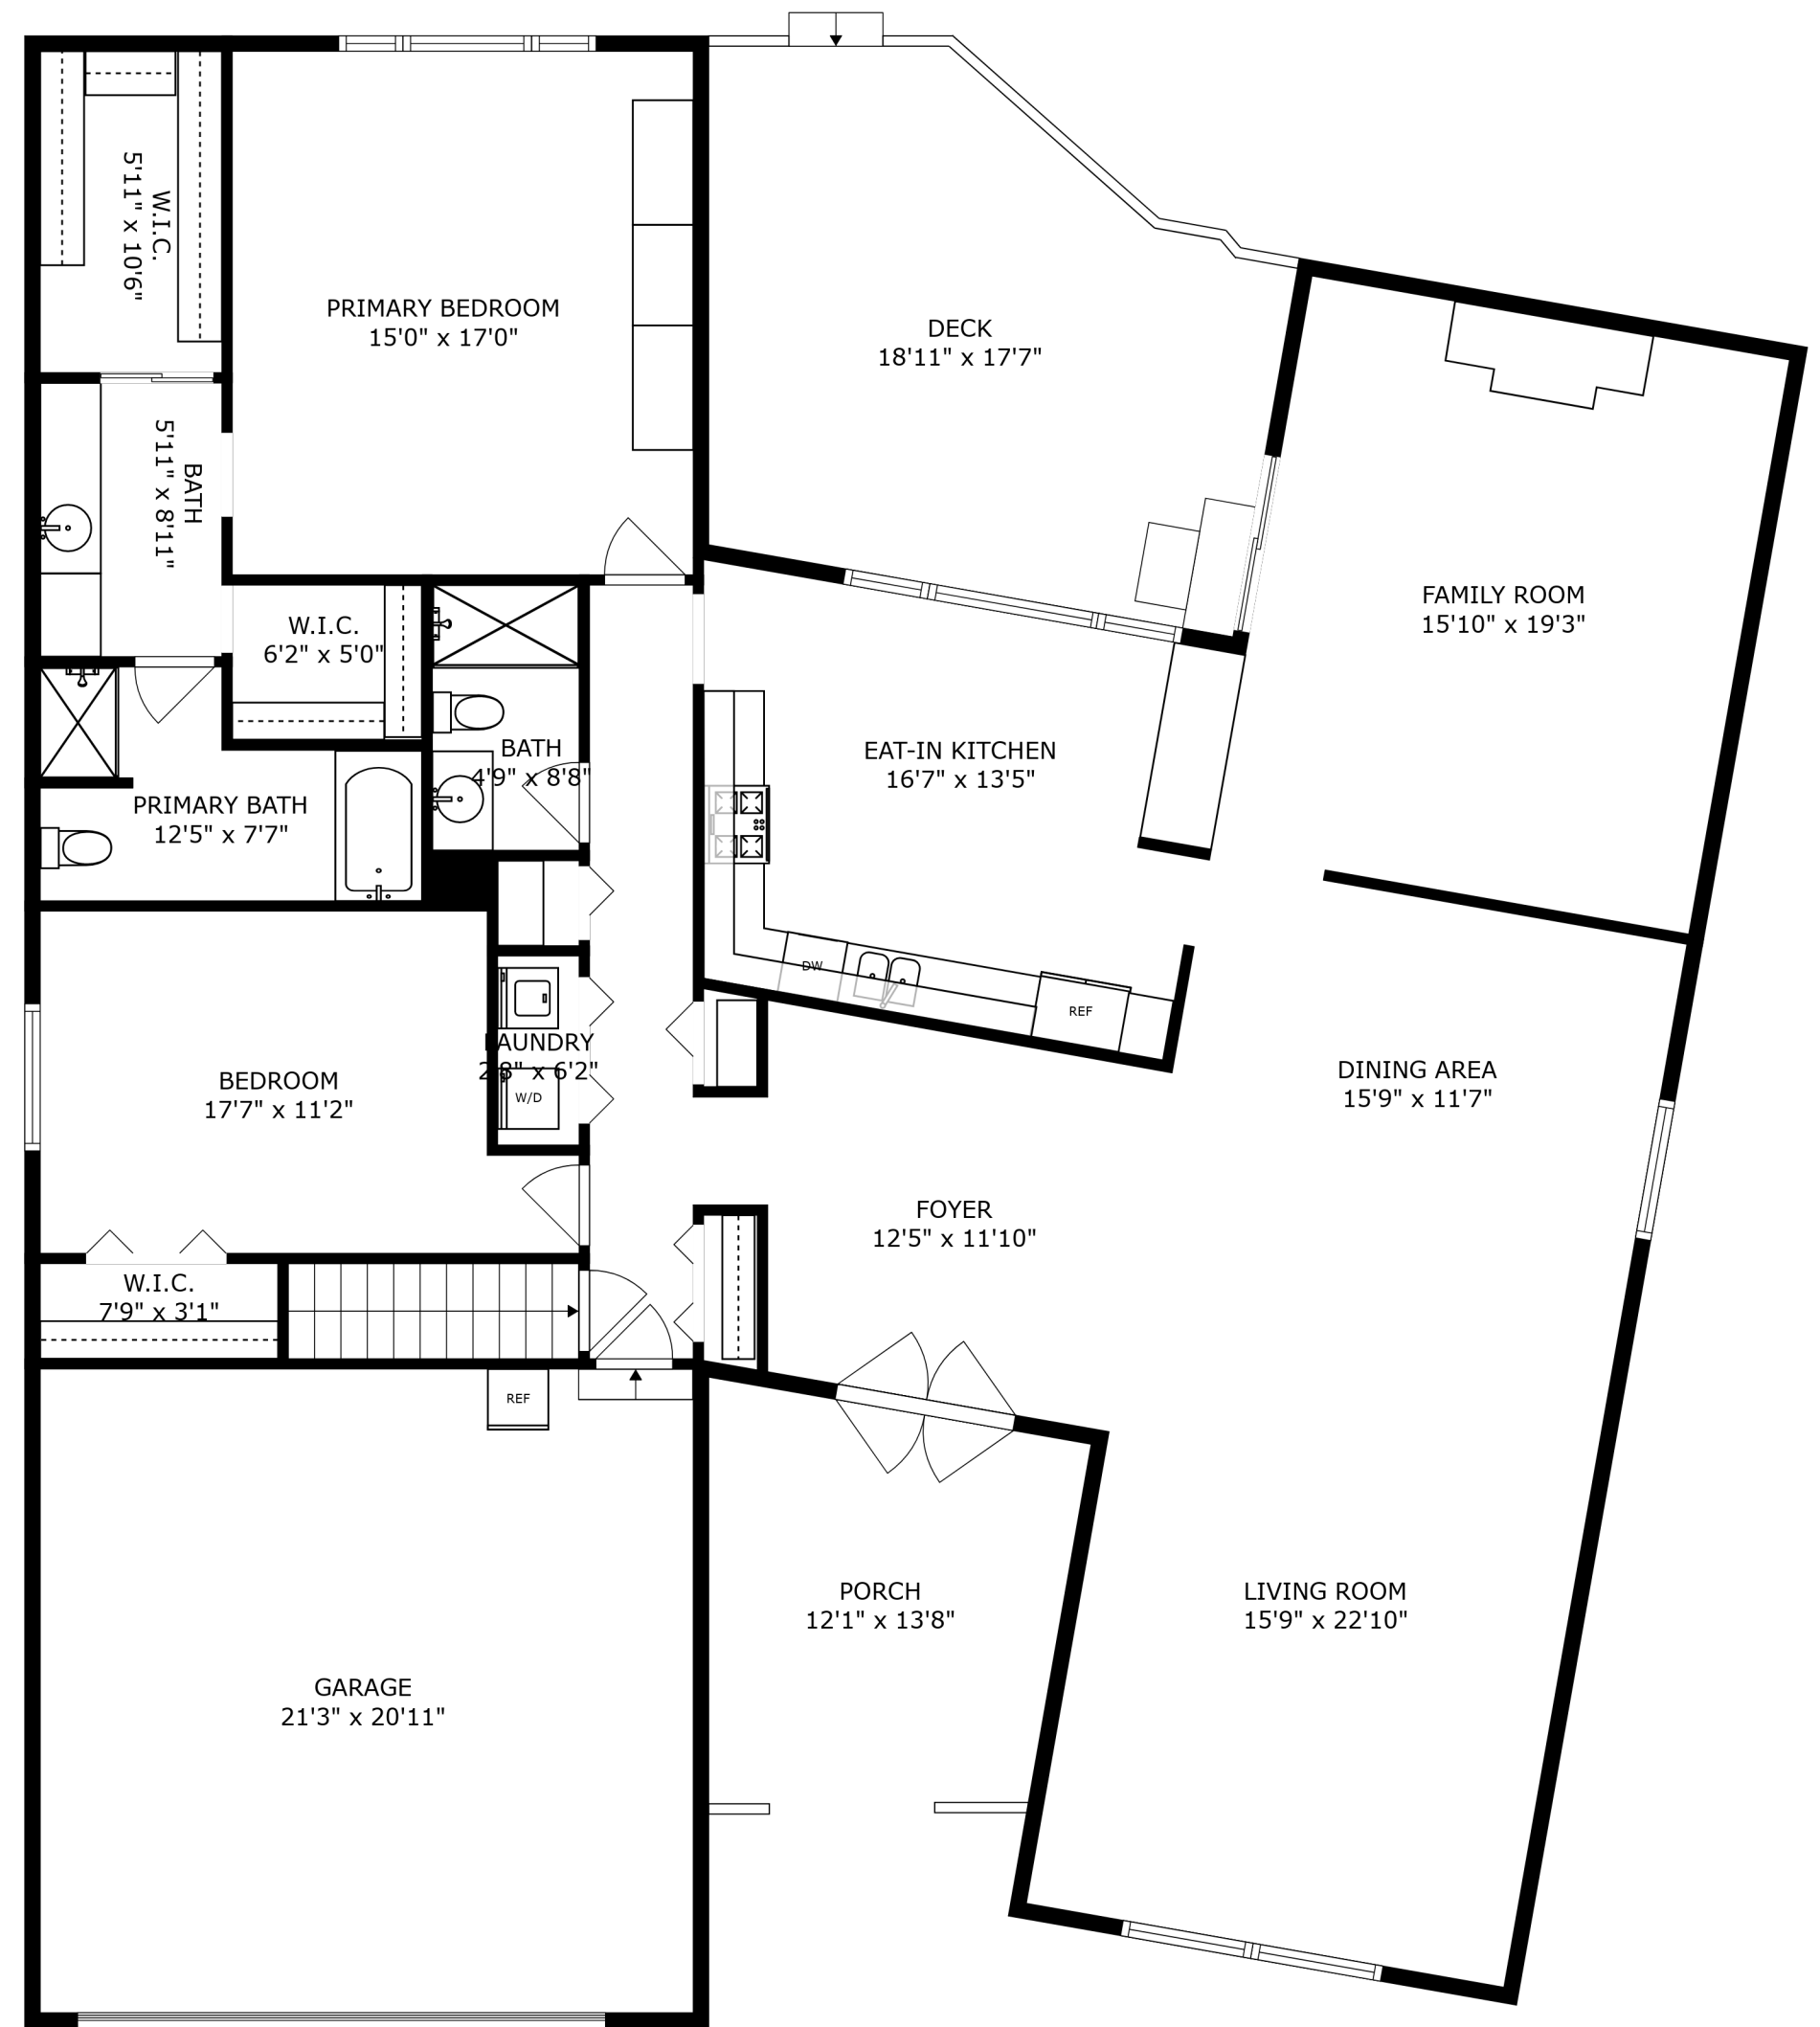 W.I.C.
5'11" x 10'6"
PRIMARY BEDROOM
15'0" x 17'0"
DECK
18'11" x 17'7"
BATH
5'11" x 8'11"
FAMILY ROOM
15'10" x 19'3"
W.I.C.
6'2" x 5'0"
BATH
4'9" x 8'8"
EAT-IN KITCHEN
16'7" x 13'5"
PRIMARY BATH
12'5" x 7'7"
DW
REF
LAUNDRY
2'8" x 6'2"
W/D
BEDROOM
17'7" x 11'2"
DINING AREA
15'9" x 11'7"
FOYER
12'5" x 11'10"
W.I.C.
7'9" x 3'1"
REF
PORCH
12'1" x 13'8"
LIVING ROOM
15'9" x 22'10"
GARAGE
21'3" x 20'11"